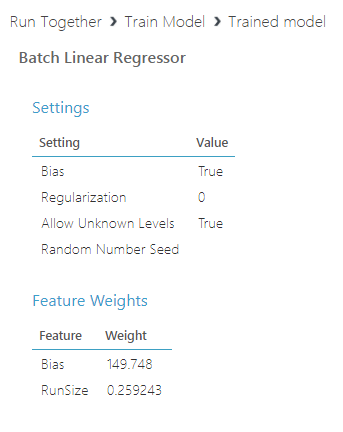 Run Together > Train Model > Trained model
Batch Linear Regressor
Settings
Setting Value
Bias True
Regularization 0
Allow Unknown Levels True
Random Number Seed
Feature Weights
Feature Weight
Bias 149.748
RunSize 0.259243